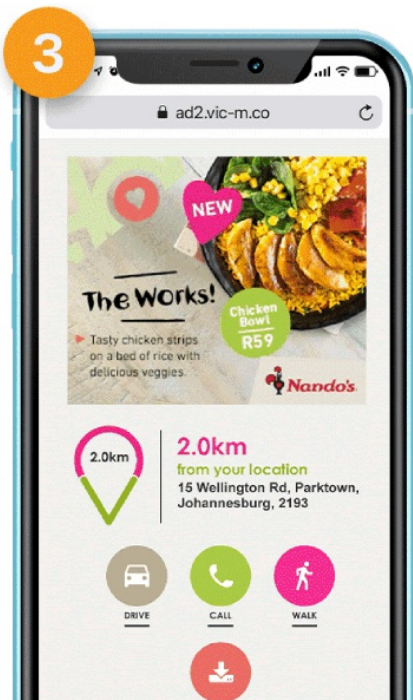 3
ad2.vic-m.co
NEW
The Works!
Tasty chicken strips
on a bed of rice with
delicious veggies.
Chicken
Bowl
R59
Nando's
2.0km
2.0km
from your location
15 Wellington Rd, Parktown,
Johannesburg, 2193
DRIVE
CALL
WALK